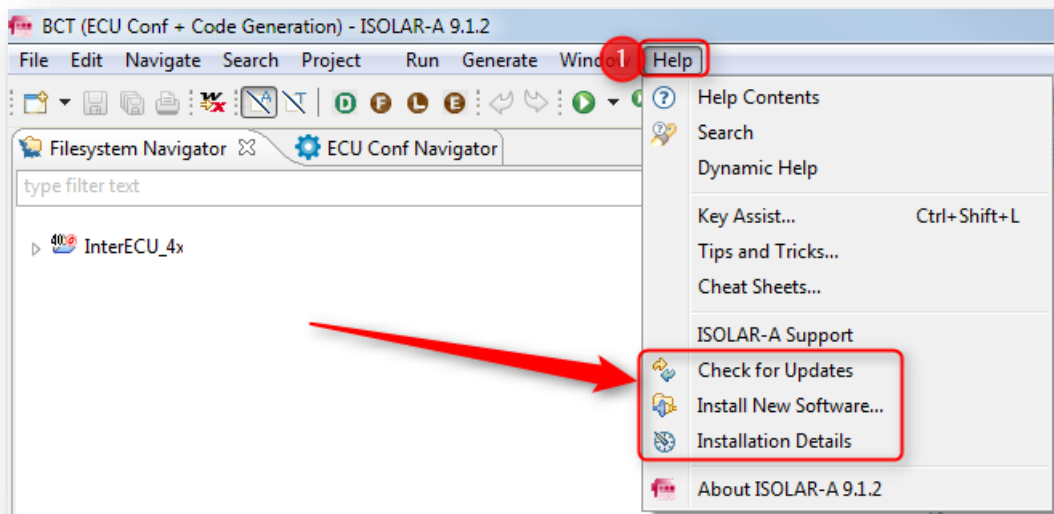 BCT (ECU Conf + Code Generation) - ISOLAR-A 9.1.2
File Edit Navigate Search Project Run Generate Window 1 Help
Filesystem Navigator ECU Conf Navigator
type filter text
InterECU_4x
Help Contents
Search
Dynamic Help
Key Assist... Ctrl+Shift+L
Tips and Tricks...
Cheat Sheets...
ISOLAR-A Support
Check for Updates
Install New Software...
Installation Details
About ISOLAR-A 9.1.2